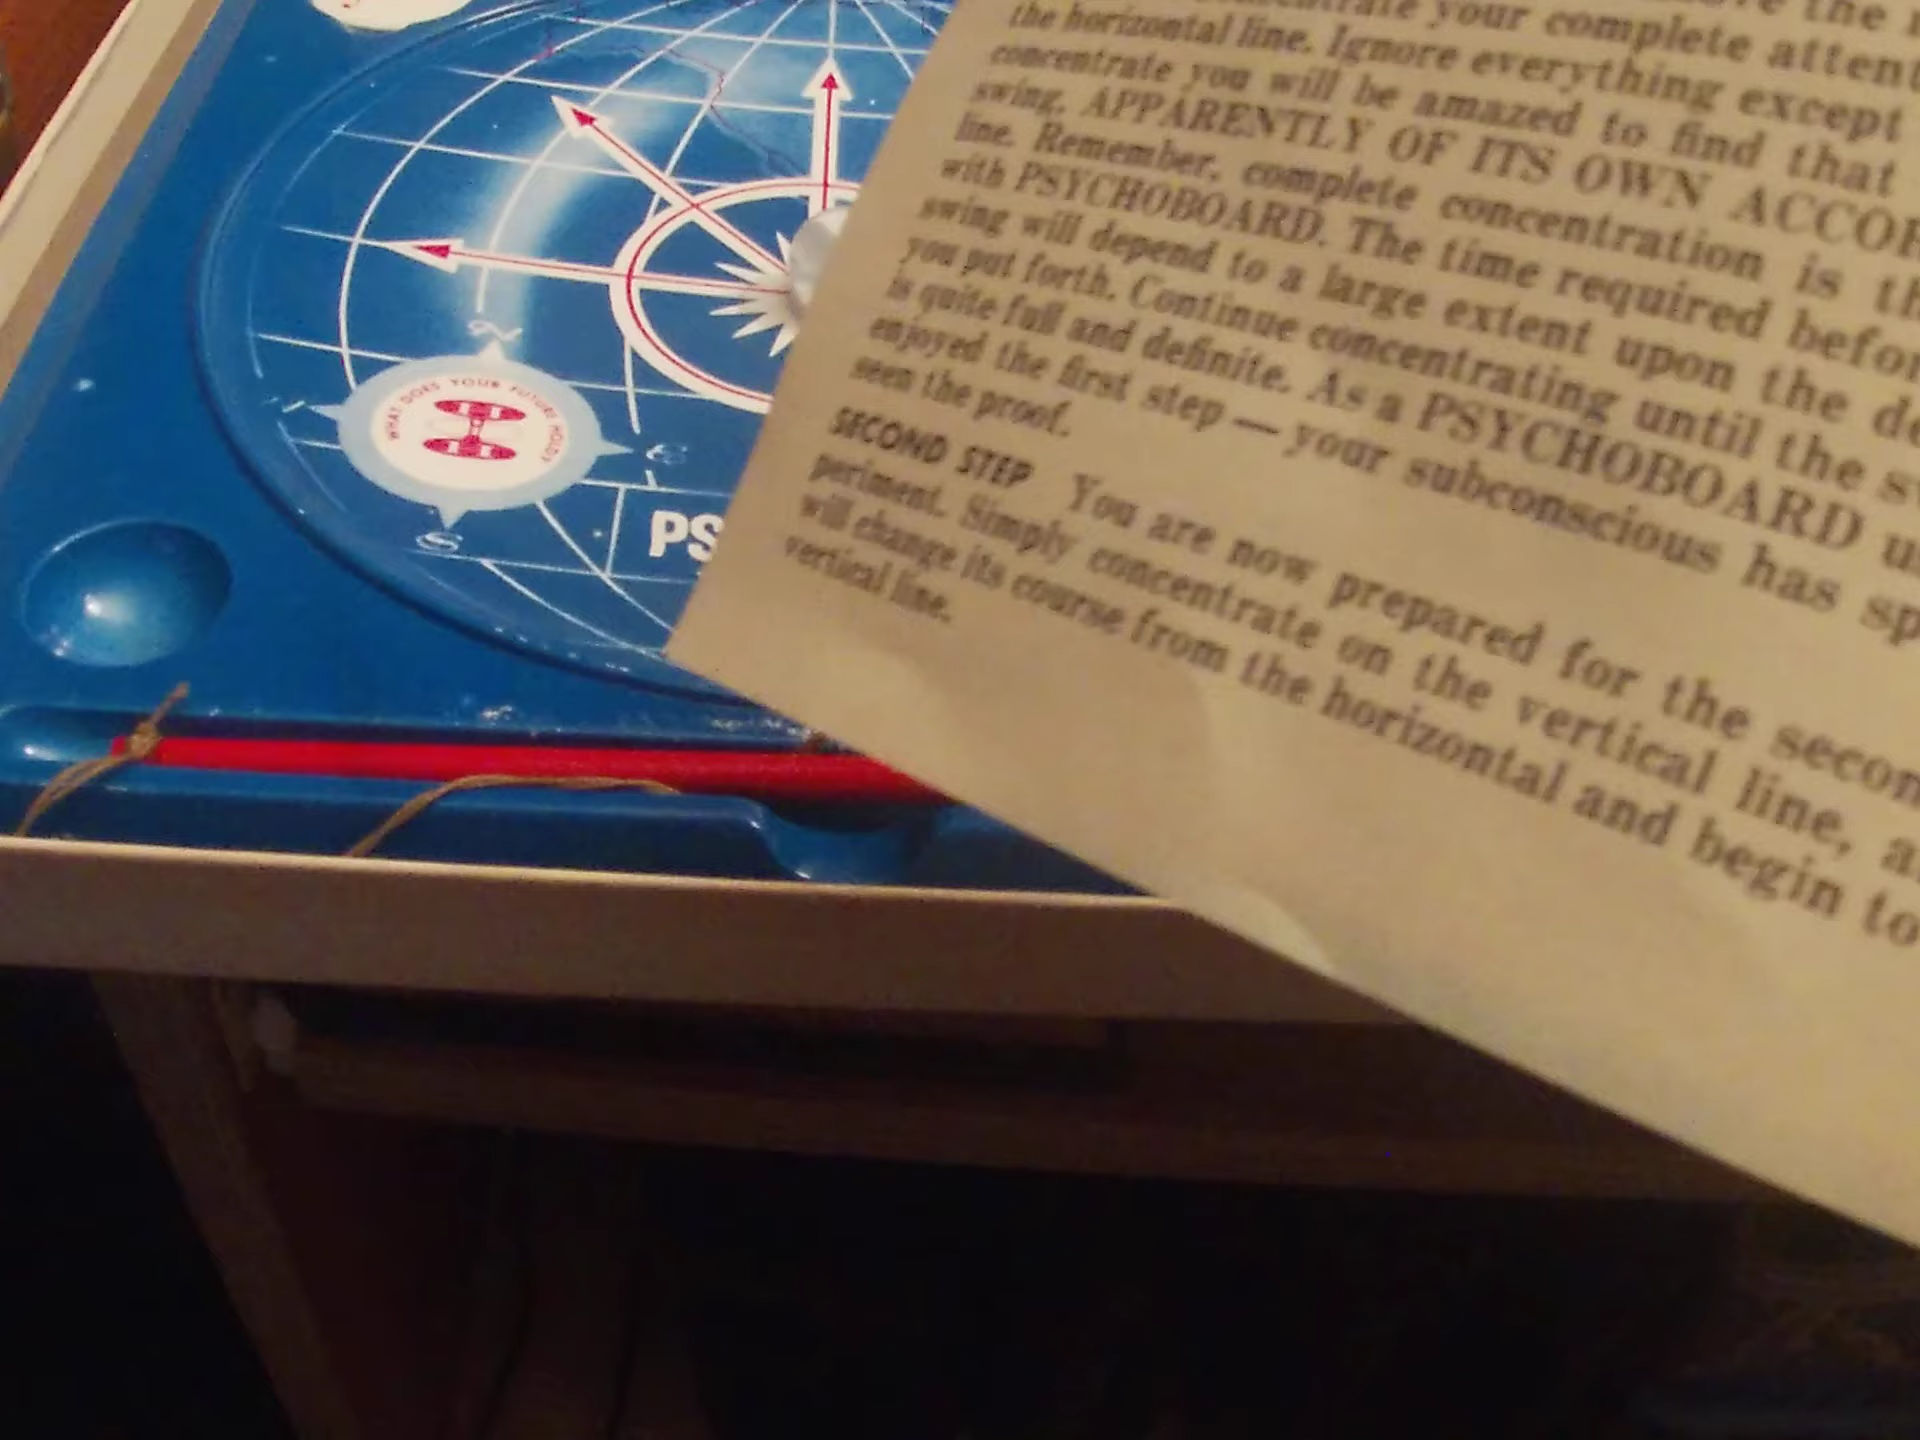 your complete
the horizontal line. Ignore everything except
concentrate you will be amazed to find that
swing, APPARENTLY OF ITS OWN
line. Remember, complete concentration is
with PSYCHOBOARD. The time required
swing will depend to a large extent upon the
you put forth. Continue concentrating until the
is quite full and definite. As a PSYCHOBOARD
enjoyed the first step — your subconscious has
seen the proof.
SECOND STEP You are now prepared for the
periment. Simply concentrate on the vertical line,
will change its course from the horizontal and begin to
vertical line.
N
WHAT DOES YOUR FUTURE HOLD?
H
S
PS